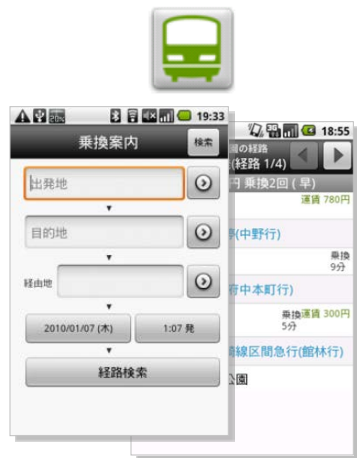 19:33
乗換案内
検索
出発地
目的地
経由地
2010/01/07 (木)
1:07 発
経路検索
18:55
の経路
(経路 1/4)
円 乗換2回 ( 早)
運賃 780円
(中野行)
乗換
9分
府中本町行)
乗換
5分
運賃 300円
線区間急行(館林行)
公園